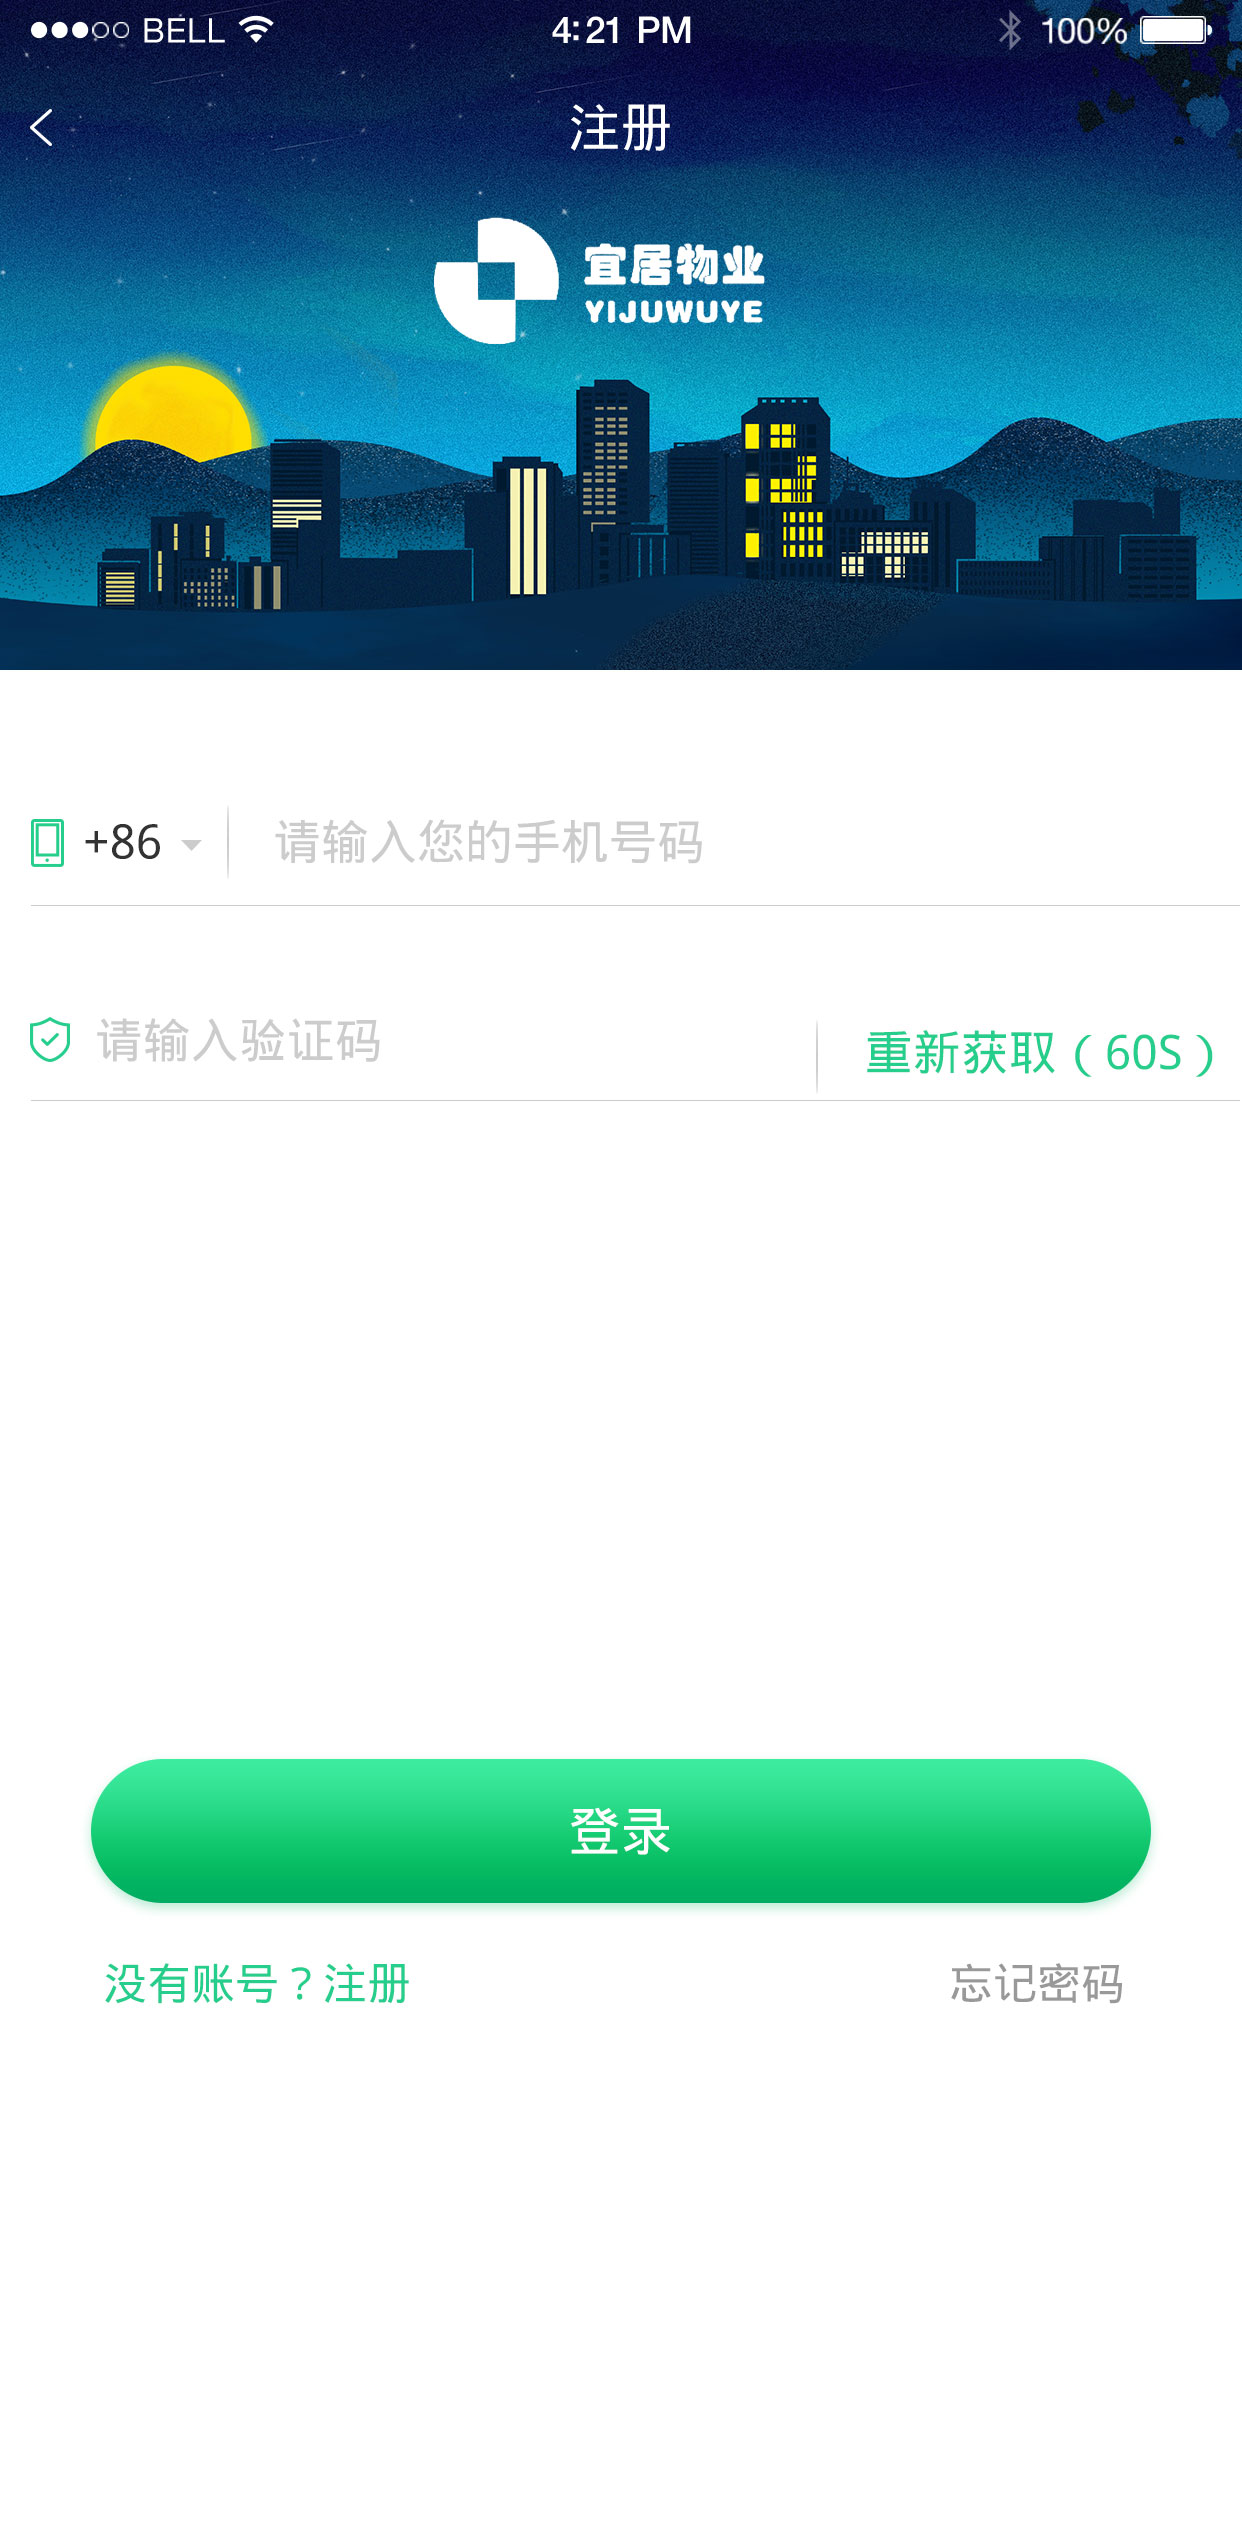 BELL 4:21 PM 100%
注册
宜居物业
YIJUWUYE
+86 请输入您的手机号码
请输入验证码 重新获取（60S）
登录
没有账号？注册 忘记密码